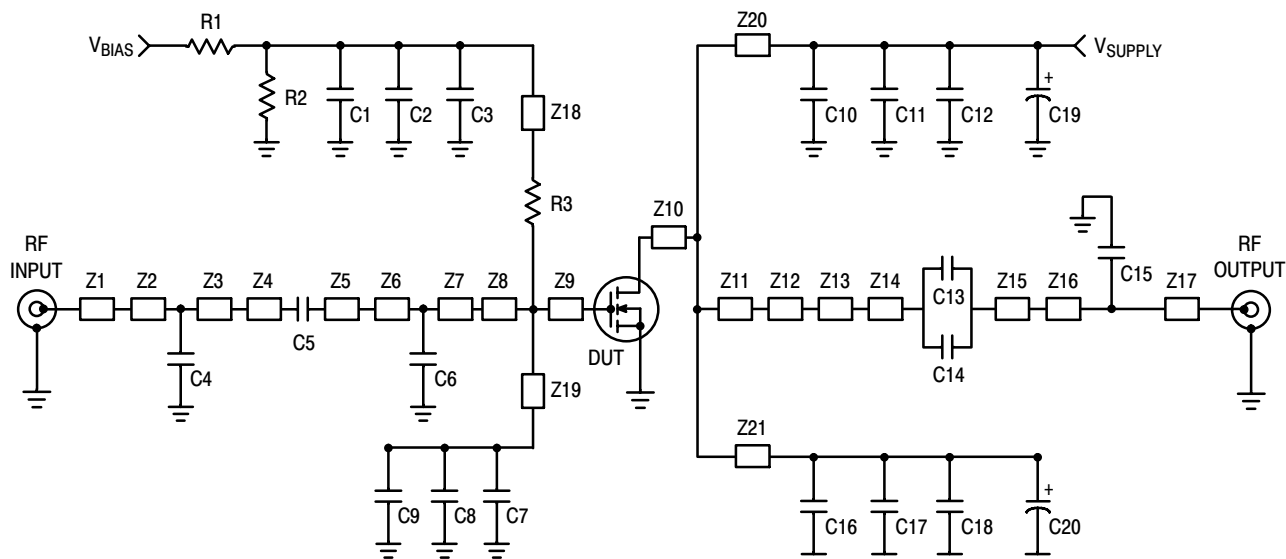 R1
V_BIAS
R2
C1
C2
C3
Z18
R3
RF
INPUT
Z1
Z2
Z3
Z4
Z5
Z6
Z7
Z8
Z9
C5
C4
C6
DUT
Z19
C9
C8
C7
Z10
Z20
V_SUPPLY
+
C10
C11
C12
C19
C15
RF
OUTPUT
Z11
Z12
Z13
Z14
C13
Z15
Z16
Z17
C14
Z21
+
C16
C17
C18
C20